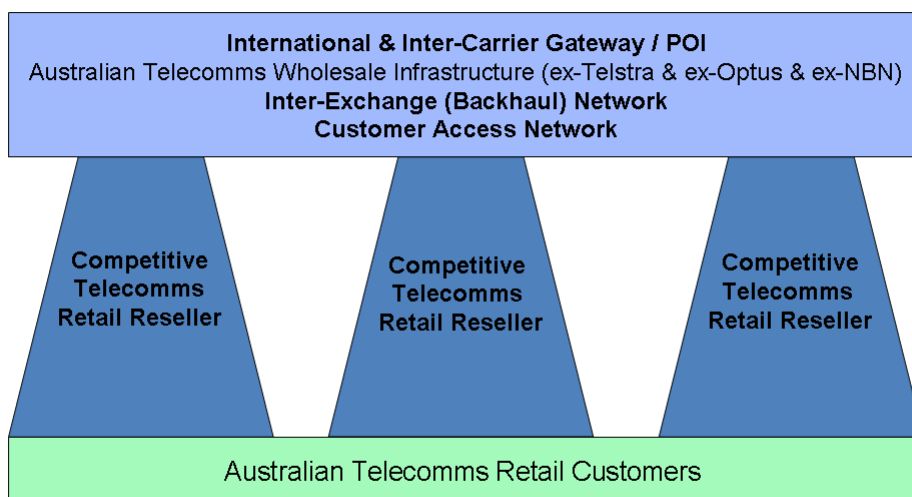 International & Inter-Carrier Gateway / POI
Australian Telecomms Wholesale Infrastructure (ex-Telstra & ex-Optus & ex-NBN)
Inter-Exchange (Backhaul) Network
Customer Access Network
Competitive
Telecomms
Retail Reseller
Competitive
Telecomms
Retail Reseller
Competitive
Telecomms
Retail Reseller
Australian Telecomms Retail Customers